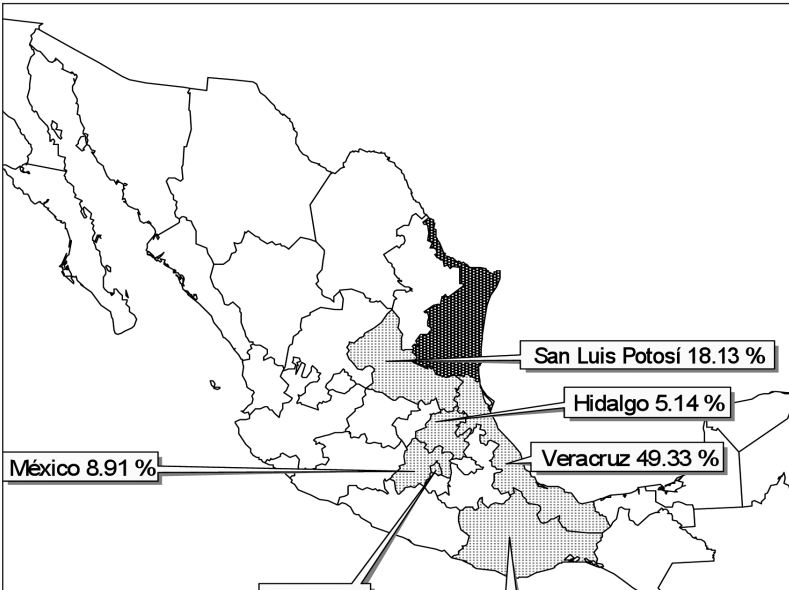 San Luis Potosí 18.13 %
Hidalgo 5.14 %
Veracruz 49.33 %
México 8.91 %